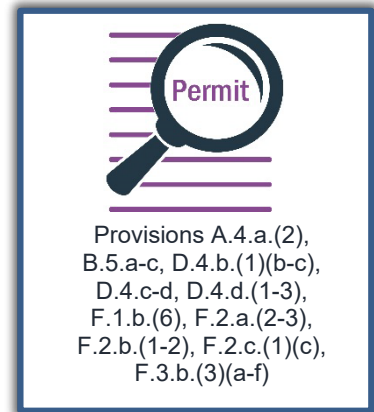 Permit
Provisions A.4.a.(2),
B.5.a-c, D.4.b.(1)(b-c),
D.4.c-d, D.4.d.(1-3),
F.1.b.(6), F.2.a.(2-3),
F.2.b.(1-2), F.2.c.(1)(c),
F.3.b.(3)(a-f)